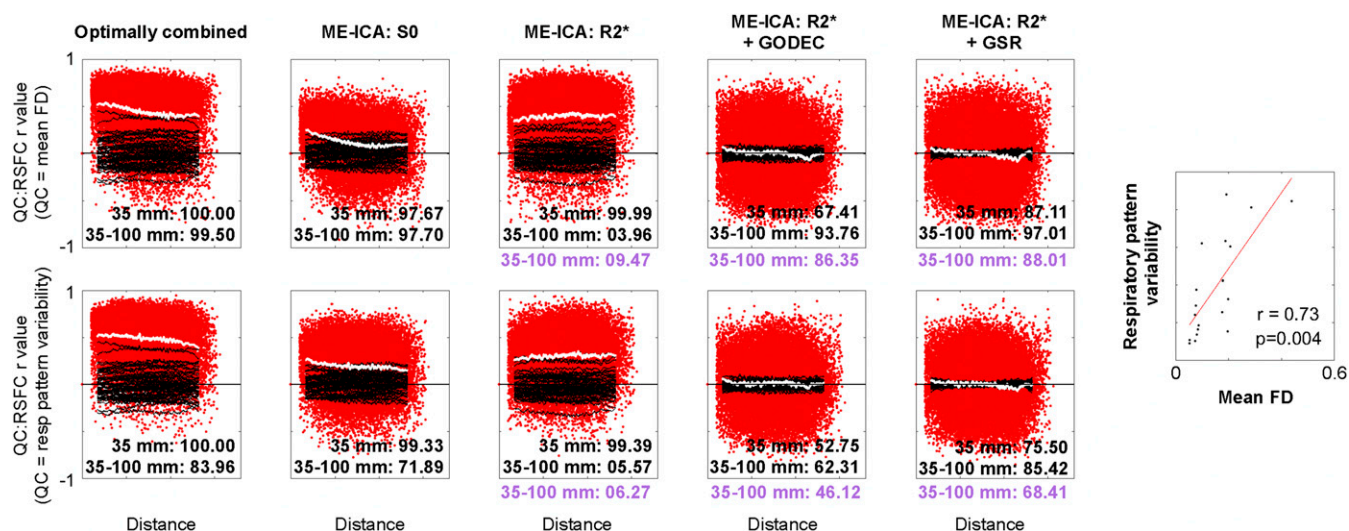 Optimally combined
ME-ICA: S0
ME-ICA: R2*
ME-ICA: R2*
+ GODEC
ME-ICA: R2*
+ GSR
QC:RSFC r value
(QC = mean FD)
1
-1
35 mm: 100.00
35-100 mm: 99.50
35 mm: 97.67
35-100 mm: 97.70
35 mm: 99.99
35-100 mm: 03.96
35-100 mm: 09.47
35 mm: 67.41
35-100 mm: 93.76
35-100 mm: 86.35
35 mm: 87.11
35-100 mm: 97.01
35-100 mm: 88.01
QC:RSFC r value
(QC = resp pattern variability)
1
-1
35 mm: 100.00
35-100 mm: 83.96
35 mm: 99.33
35-100 mm: 71.89
35 mm: 99.39
35-100 mm: 05.57
35-100 mm: 06.27
35 mm: 52.75
35-100 mm: 62.31
35-100 mm: 46.12
35 mm: 75.50
35-100 mm: 85.42
35-100 mm: 68.41
Distance
Distance
Distance
Distance
Distance
Respiratory pattern
variability
r = 0.73
p=0.004
0
0.6
Mean FD